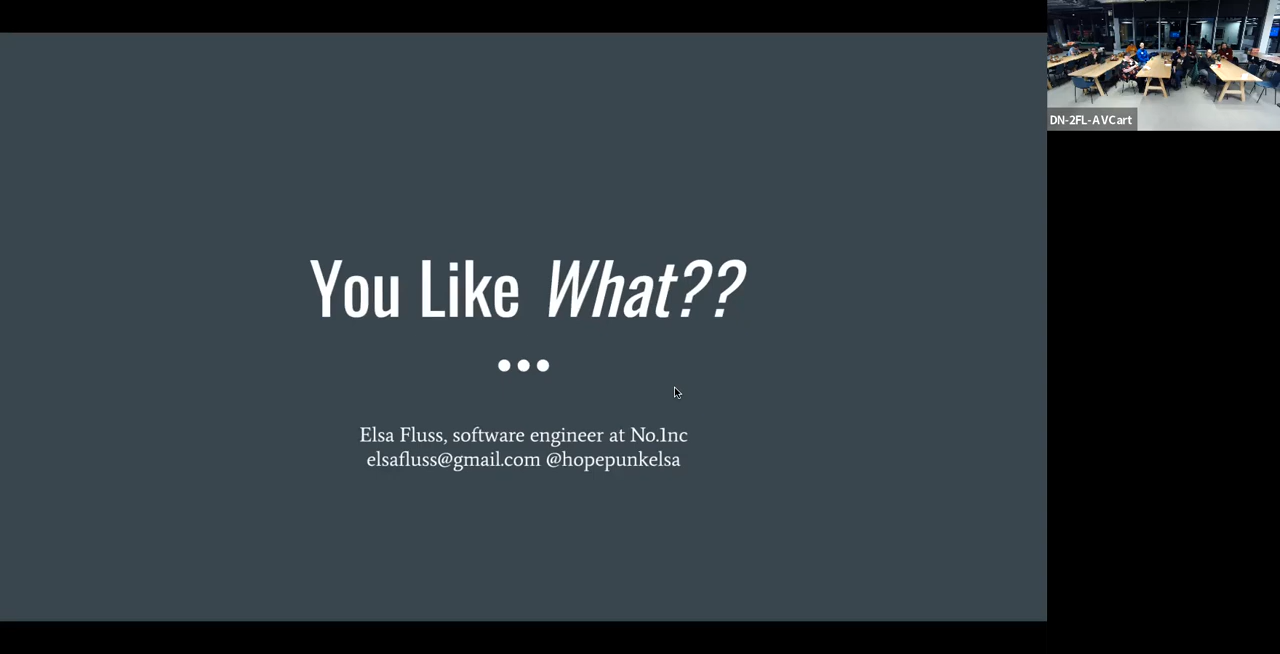 You Like What??
Elsa Fluss, software engineer at No.1nc
elsafluss@gmail.com @hopepunkelsa
DN-2FL-AVCart